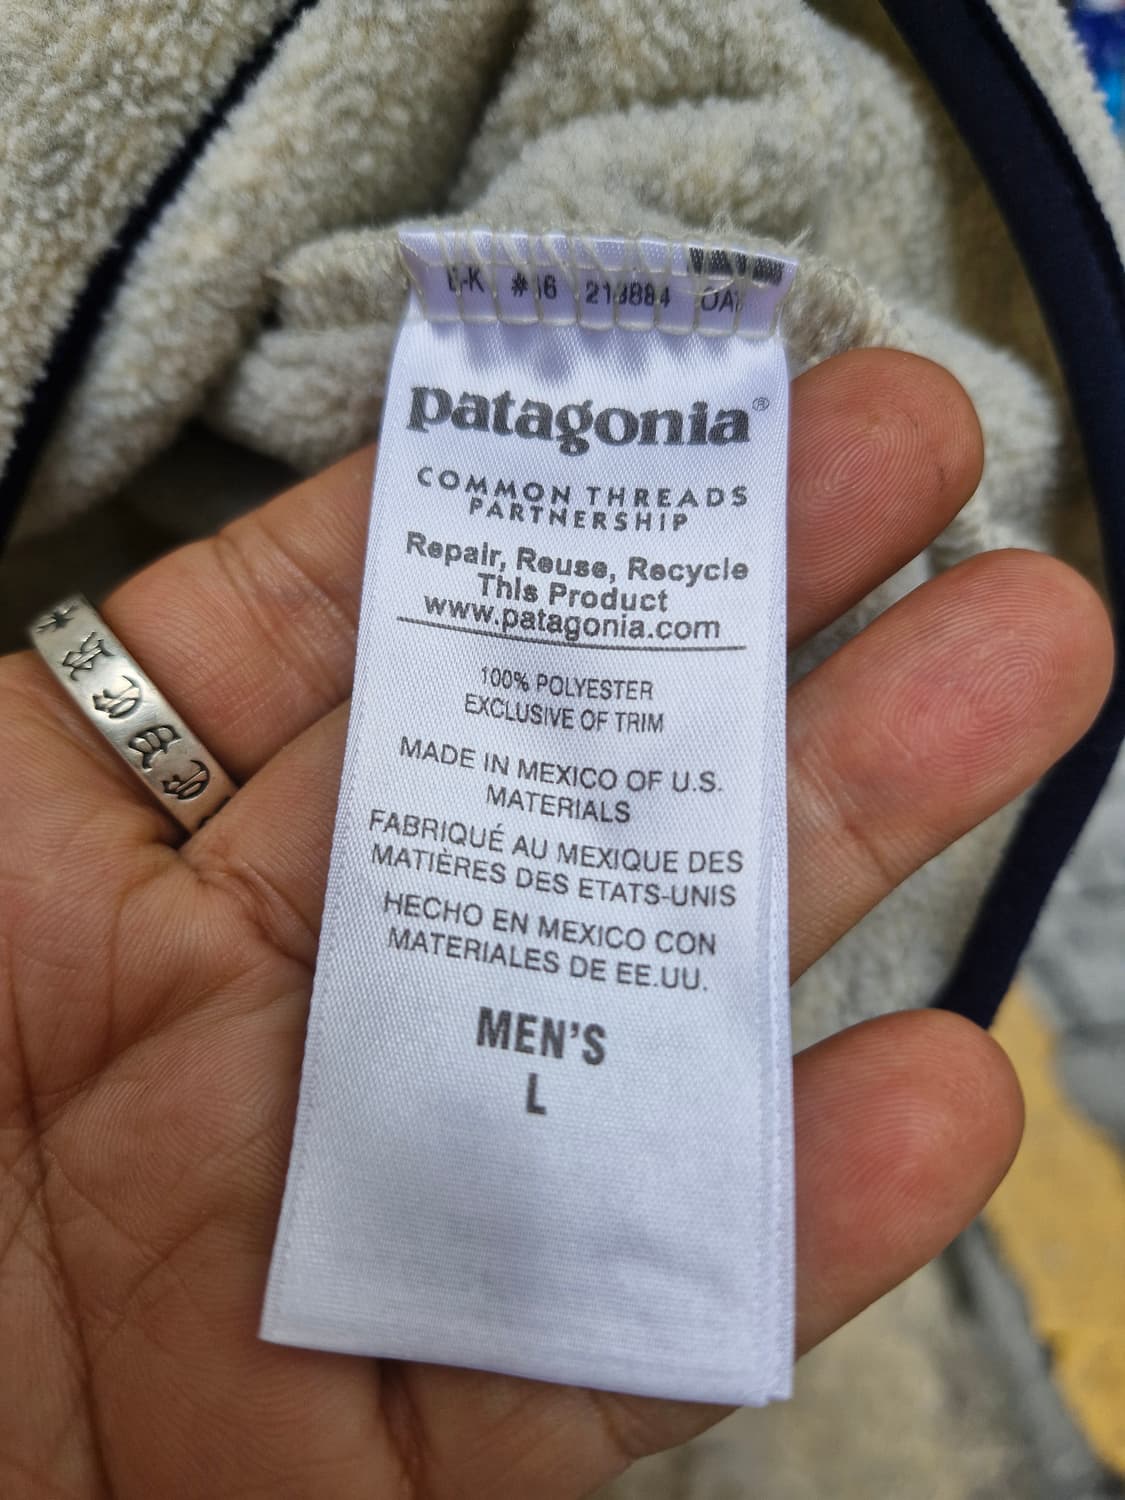 patagonia®
COMMON THREADS
PARTNERSHIP
Repair, Reuse, Recycle
This Product
www.patagonia.com
100% POLYESTER
EXCLUSIVE OF TRIM
MADE IN MEXICO OF U.S.
MATERIALS
FABRIQUÉ AU MEXIQUE DES
MATIÈRES DES ETATS-UNIS
HECHO EN MEXICO CON
MATERIALES DE EE.UU.
MEN'S
L